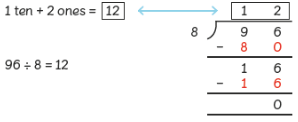 1 ten + 2 ones = 12
96 ÷ 8 = 12
1 2
8 9 6
− 8 0
1 6
− 1 6
0